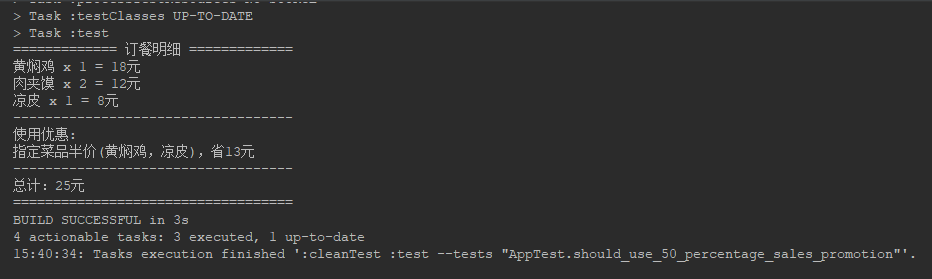 > Task :testClasses UP-TO-DATE
> Task :test
============= 订餐明细 =============
黄焖鸡 x 1 = 18元
肉夹馍 x 2 = 12元
凉皮 x 1 = 8元
-----------------------------------
使用优惠:
指定菜品半价(黄焖鸡，凉皮)，省13元
-----------------------------------
总计：25元
===================================
BUILD SUCCESSFUL in 3s
4 actionable tasks: 3 executed, 1 up-to-date
15:40:34: Tasks execution finished ':cleanTest :test --tests "AppTest.should_use_50_percentage_sales_promotion"'.